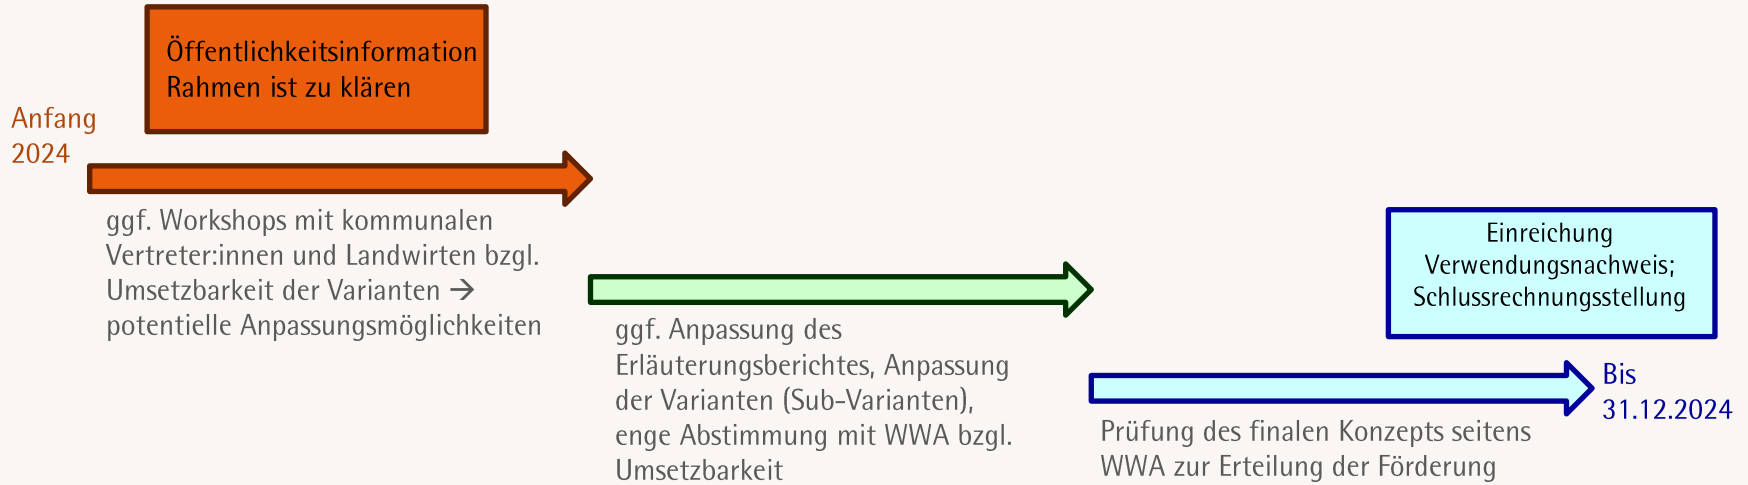 Öffentlichkeitsinformation
Rahmen ist zu klären
Anfang
2024
ggf. Workshops mit kommunalen
Vertreter:innen und Landwirten bzgl.
Umsetzbarkeit der Varianten →
potentielle Anpassungsmöglichkeiten
ggf. Anpassung des
Erläuterungsberichtes, Anpassung
der Varianten (Sub-Varianten),
enge Abstimmung mit WWA bzgl.
Umsetzbarkeit
Einreichung
Verwendungsnachweis;
Schlussrechnungsstellung
Bis
31.12.2024
Prüfung des finalen Konzepts seitens
WWA zur Erteilung der Förderung